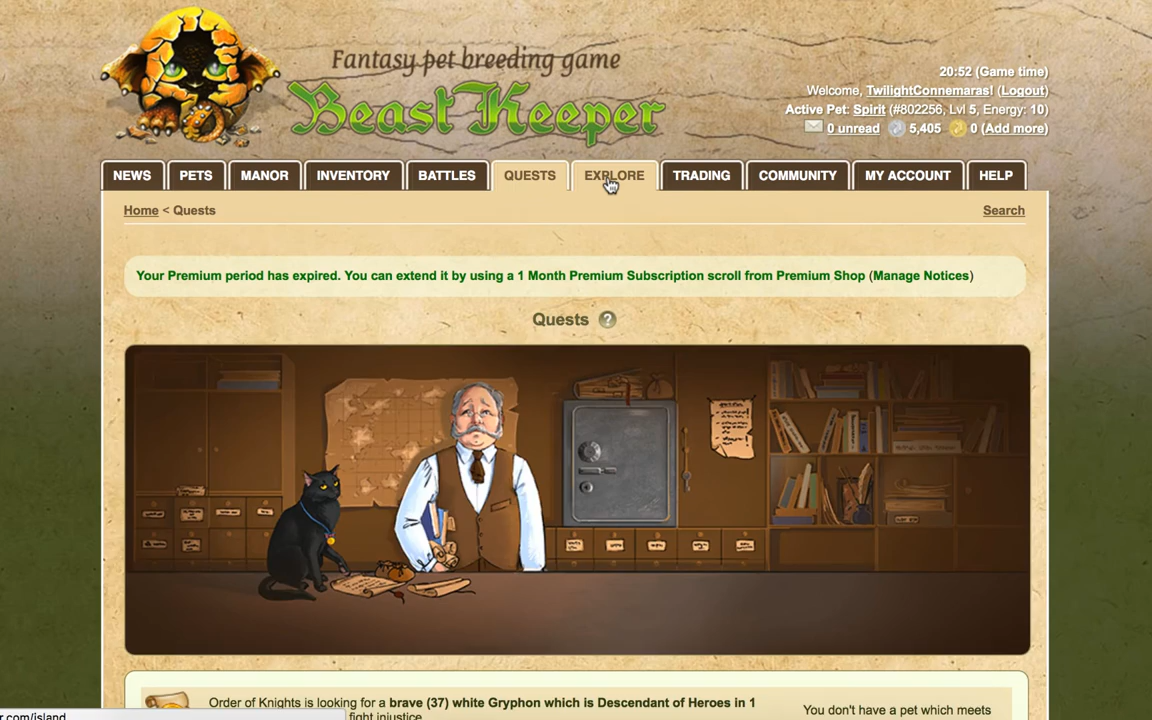 Fantasy pet breeding game
Beast Keeper
20:52 (Game time)
Welcome, TwilightConnemaras! (Logout)
Active Pet: Spirit (#802256, Lvl 5, Energy: 10)
0 unread 5,405 0 (Add more)
NEWS PETS MANOR INVENTORY BATTLES QUESTS EXPLORE TRADING COMMUNITY MY ACCOUNT HELP
Home < Quests Search
Your Premium period has expired. You can extend it by using a 1 Month Premium Subscription scroll from Premium Shop (Manage Notices)
Quests ?
Order of Knights is looking for a brave (37) white Gryphon which is Descendant of Heroes in 1
You don't have a pet which meets
fight injustice
r.com/island